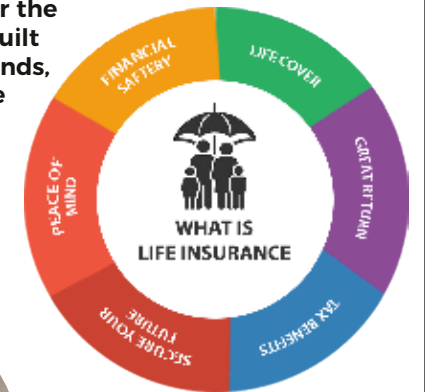 r the
uilt
nds,
e
FINANCIAL
SAFTERY
LIFE COVER
GREAT RETURN
TAX BENEFITS
SECURE YOUR
FUTURE
PEACE OF
MIND
WHAT IS
LIFE INSURANCE